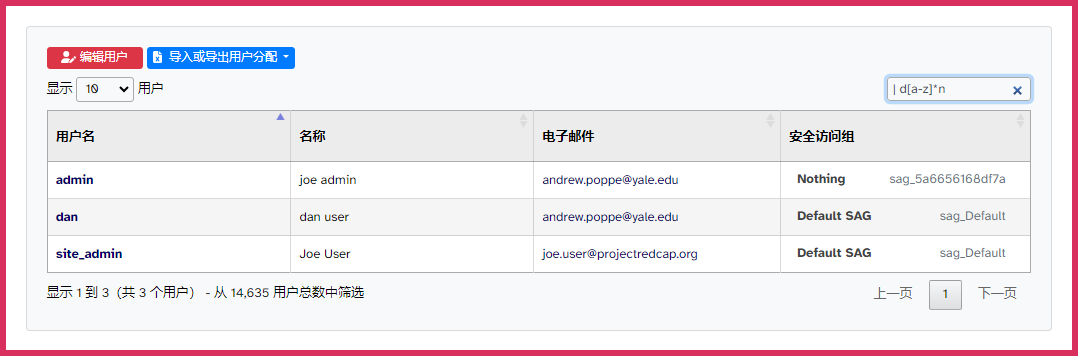 编辑用户 导入或导出用户分配
显示 10 用户 | d[a-z]*n ×
用户名 名称 电子邮件 安全访问组
admin joe admin andrew.poppe@yale.edu Nothing sag_5a6656168df7a
dan dan user andrew.poppe@yale.edu Default SAG sag_Default
site_admin Joe User joe.user@projectredcap.org Default SAG sag_Default
显示 1 到 3（共 3 个用户） - 从 14,635 用户总数中筛选 上一页 1 下一页